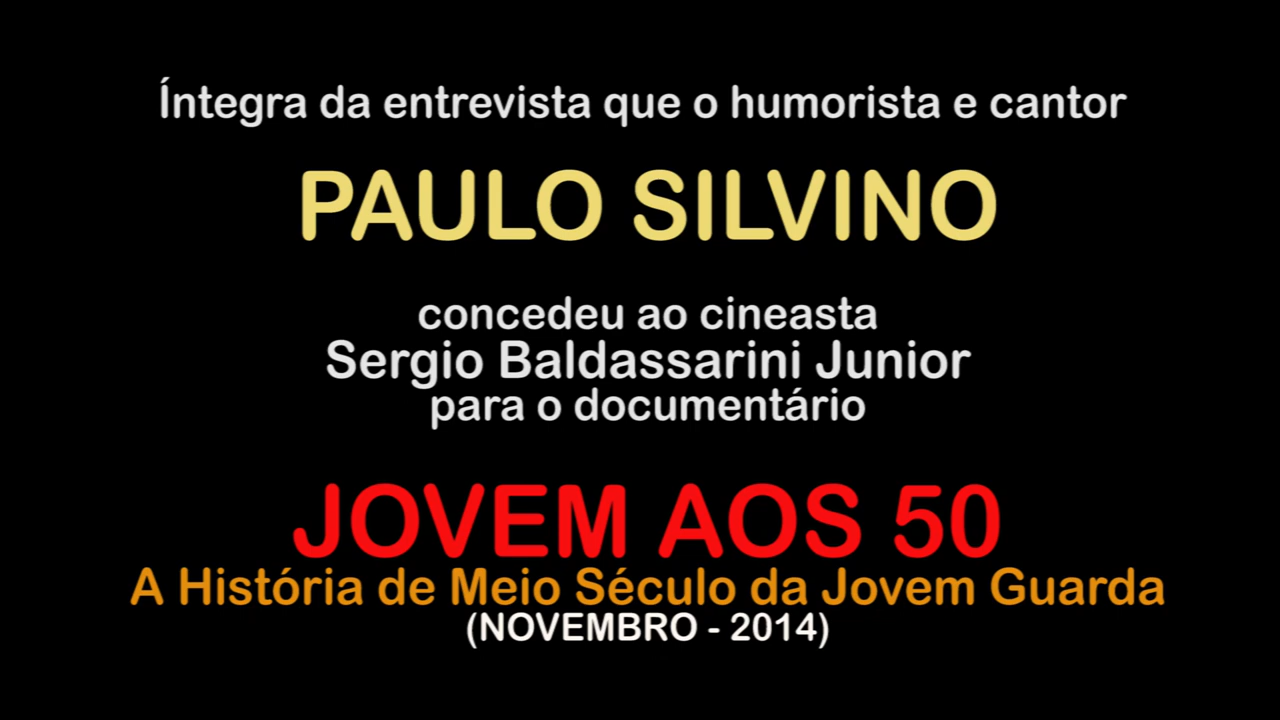 Íntegra da entrevista que o humorista e cantor
PAULO SILVINO
concedeu ao cineasta
Sergio Baldassarini Junior
para o documentário
JOVEM AOS 50
A História de Meio Século da Jovem Guarda
(NOVEMBRO - 2014)